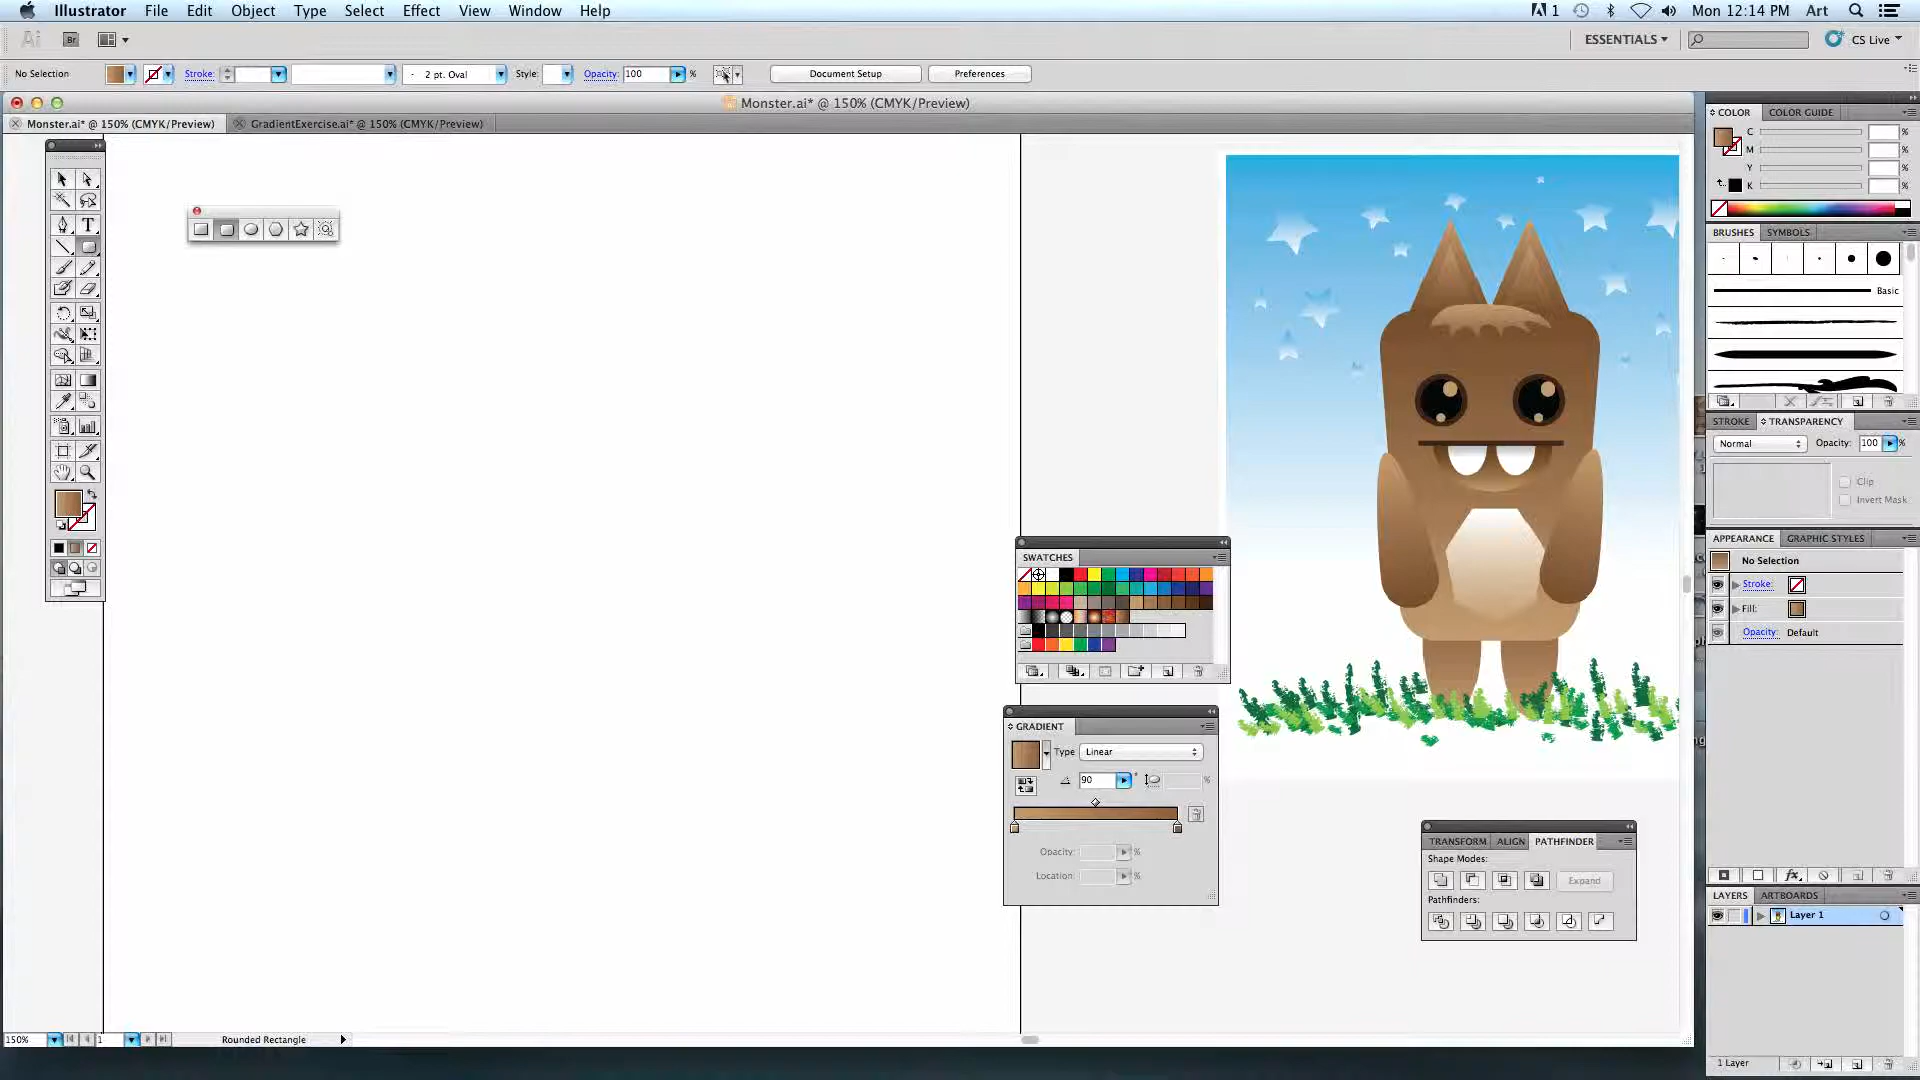 Illustrator File Edit Object Type Select Effect View Window Help
1 Mon 12:14 PM Art
Ai Br ESSENTIALS CS Live
No Selection Stroke: 2 pt. Oval Style: Opacity: 100 % Document Setup Preferences
Monster.ai* @ 150% (CMYK/Preview)
Monster.ai* @ 150% (CMYK/Preview) GradientExercise.ai* @ 150% (CMYK/Preview)
COLOR COLOR GUIDE
C %
M %
Y %
K %
BRUSHES SYMBOLS
Basic
STROKE TRANSPARENCY
Normal Opacity: 100 %
Clip
Invert Mask
APPEARANCE GRAPHIC STYLES
No Selection
Stroke:
Fill:
Opacity: Default
SWATCHES
GRADIENT
Type Linear
90 ° %
Opacity: %
Location: %
TRANSFORM ALIGN PATHFINDER
Shape Modes:
Expand
Pathfinders:
fx
LAYERS ARTBOARDS
Layer 1
150% 1 Rounded Rectangle
1 Layer